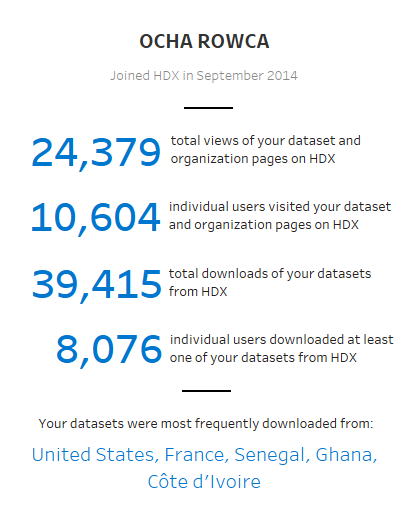 OCHA ROWCA
Joined HDX in September 2014
24,379 total views of your dataset and
organization pages on HDX
10,604 individual users visited your dataset
and organization pages on HDX
39,415 total downloads of your datasets
from HDX
8,076 individual users downloaded at least
one of your datasets from HDX
Your datasets were most frequently downloaded from:
United States, France, Senegal, Ghana,
Côte d’Ivoire